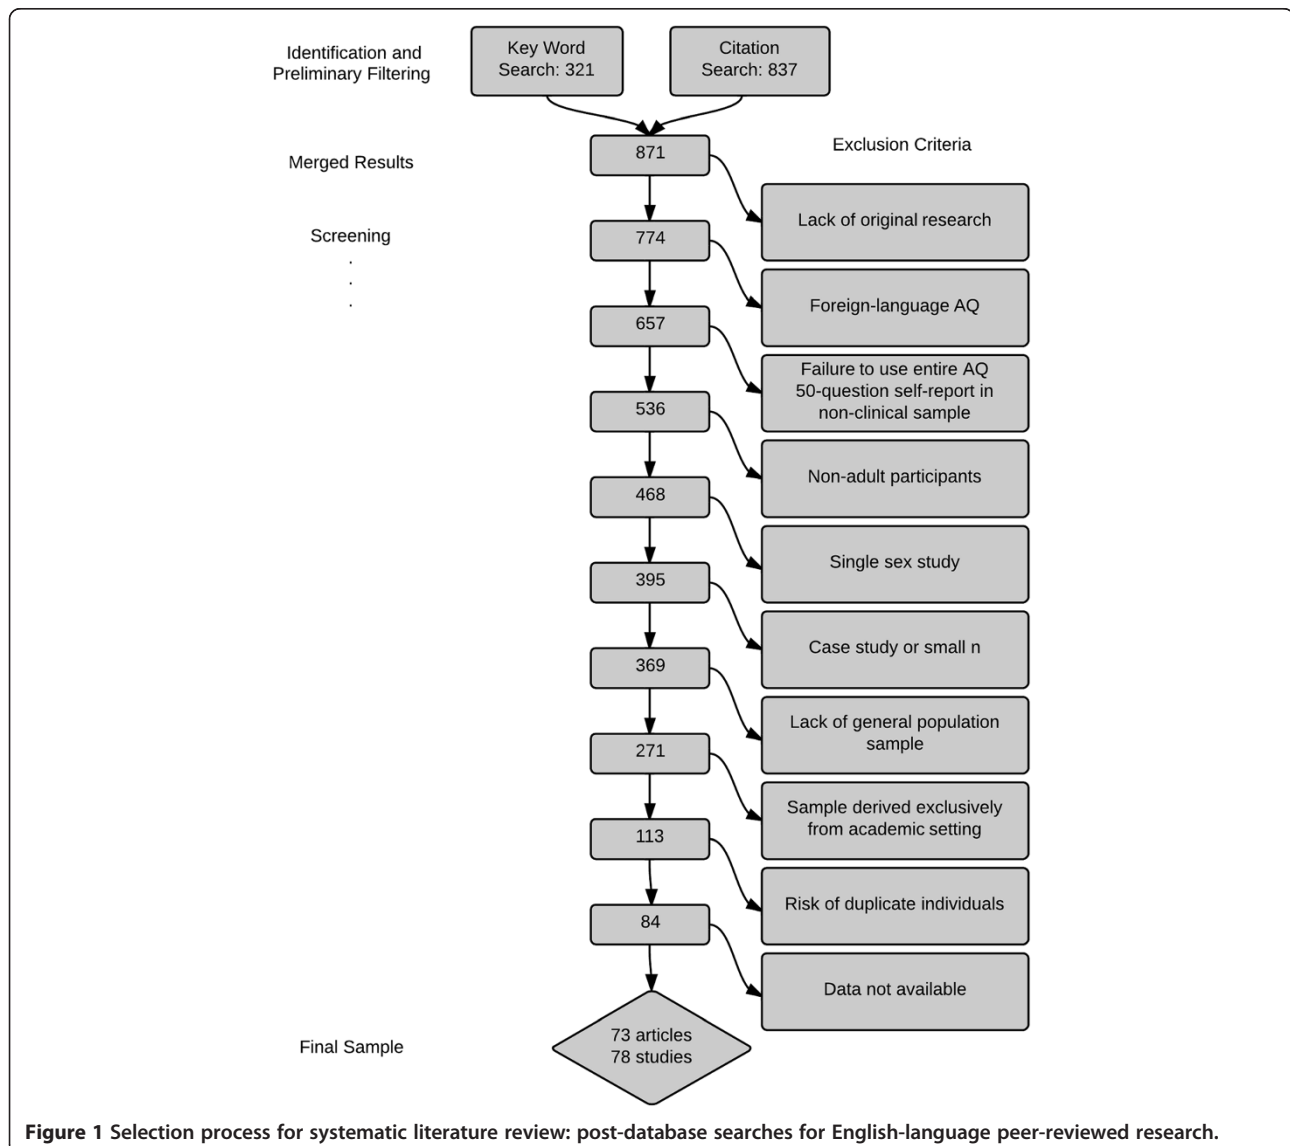 Identification and
Preliminary Filtering
Key Word
Search: 321
Citation
Search: 837
Merged Results
871
Exclusion Criteria
Lack of original research
Screening
.
.
.
774
Foreign-language AQ
657
Failure to use entire AQ
50-question self-report in
non-clinical sample
536
Non-adult participants
468
Single sex study
395
Case study or small n
369
Lack of general population
sample
271
Sample derived exclusively
from academic setting
113
Risk of duplicate individuals
84
Data not available
Final Sample
73 articles
78 studies
Figure 1 Selection process for systematic literature review: post-database searches for English-language peer-reviewed research.